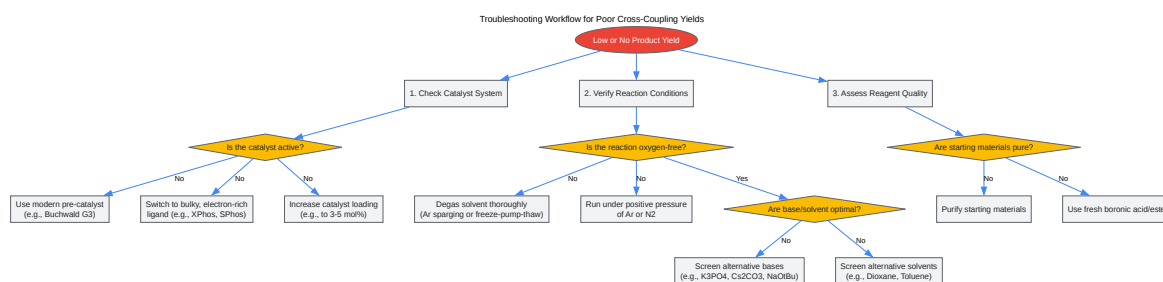 Troubleshooting Workflow for Poor Cross-Coupling Yields
Low or No Product Yield
1. Check Catalyst System
2. Verify Reaction Conditions
3. Assess Reagent Quality
Is the catalyst active?
Is the reaction oxygen-free?
Are starting materials pure?
No
No
No
No
No
Yes
No
No
Use modern pre-catalyst
(e.g., Buchwald G3)
Switch to bulky, electron-rich
ligand (e.g., XPhos, SPhos)
Increase catalyst loading
(e.g., to 3-5 mol%)
Degas solvent thoroughly
(Ar sparging or freeze-pump-thaw)
Run under positive pressure
of Ar or N2
Are base/solvent optimal?
Purify starting materials
Use fresh boronic acid/este
No
No
Screen alternative bases
(e.g., K3PO4, Cs2CO3, NaOtBu)
Screen alternative solvents
(e.g., Dioxane, Toluene)